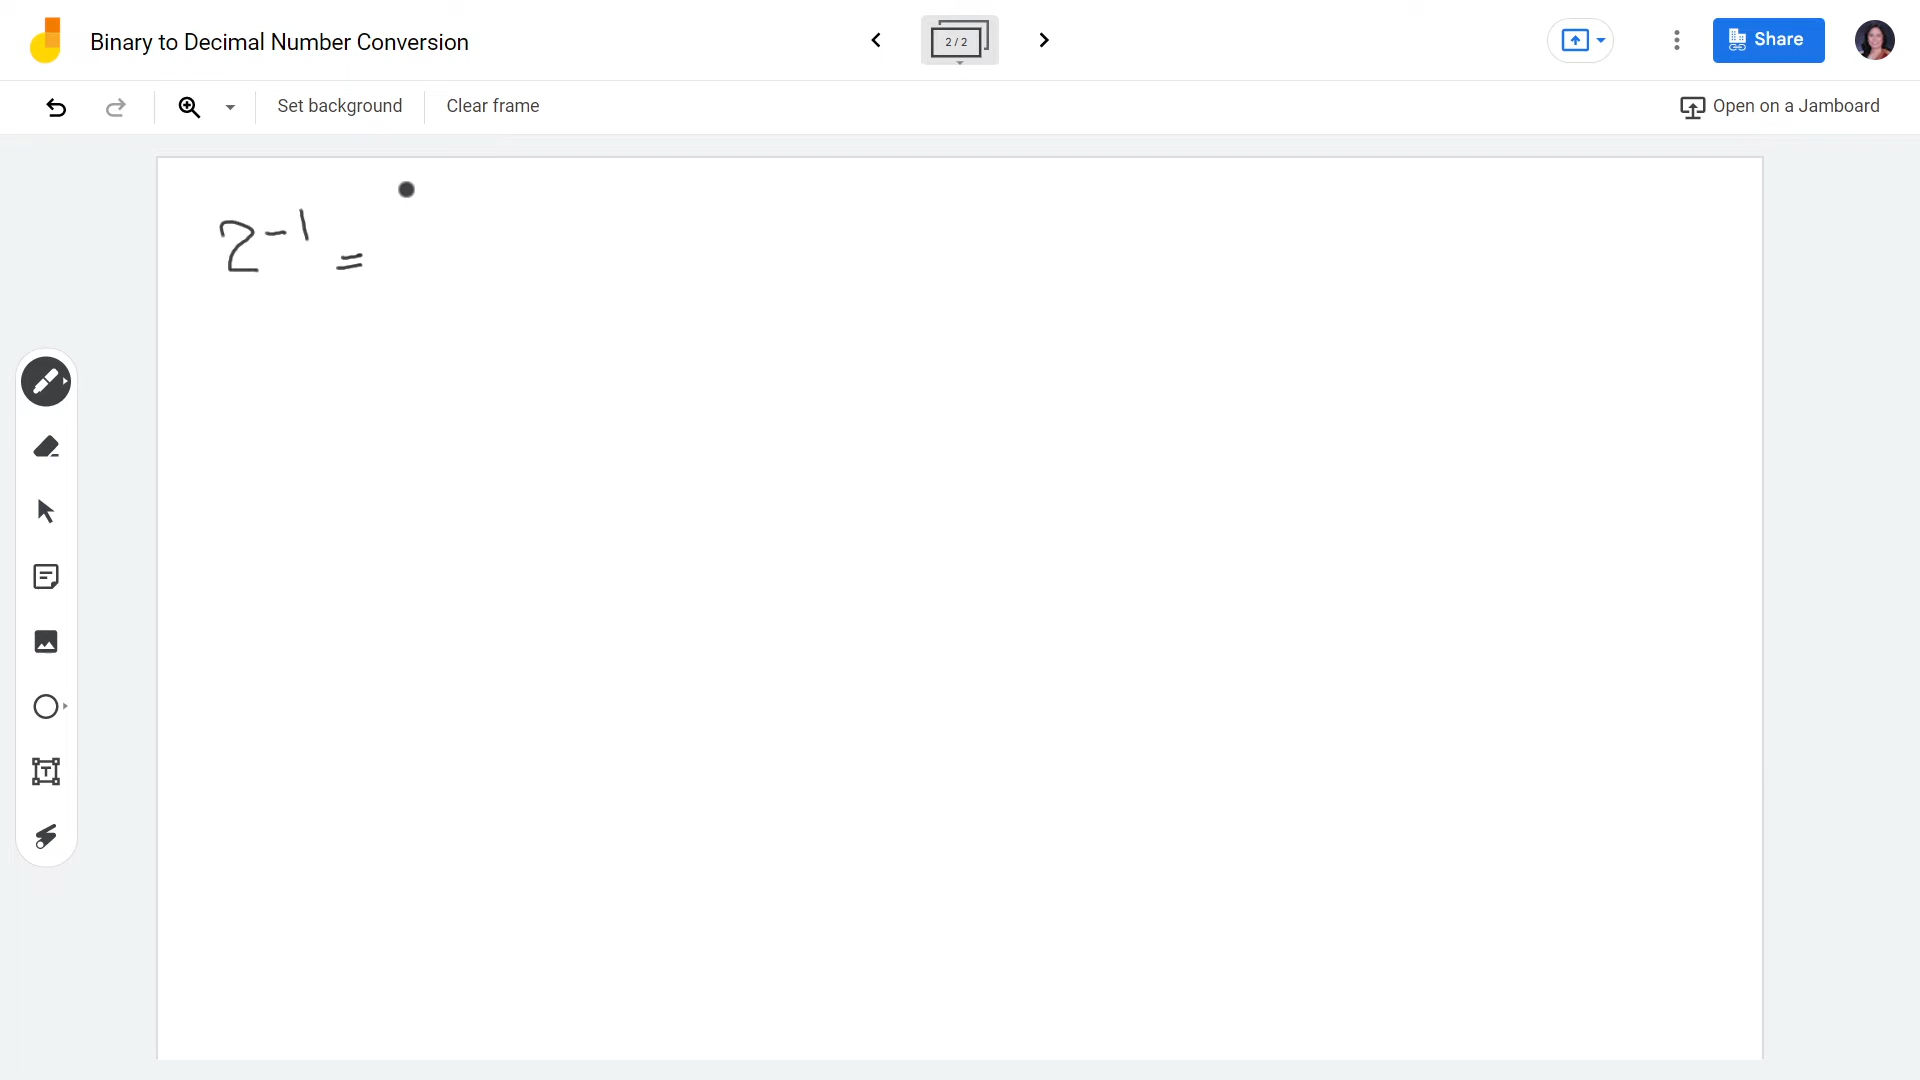 Binary to Decimal Number Conversion
2 / 2
Share
Set background
Clear frame
Open on a Jamboard
2⁻¹ =
T